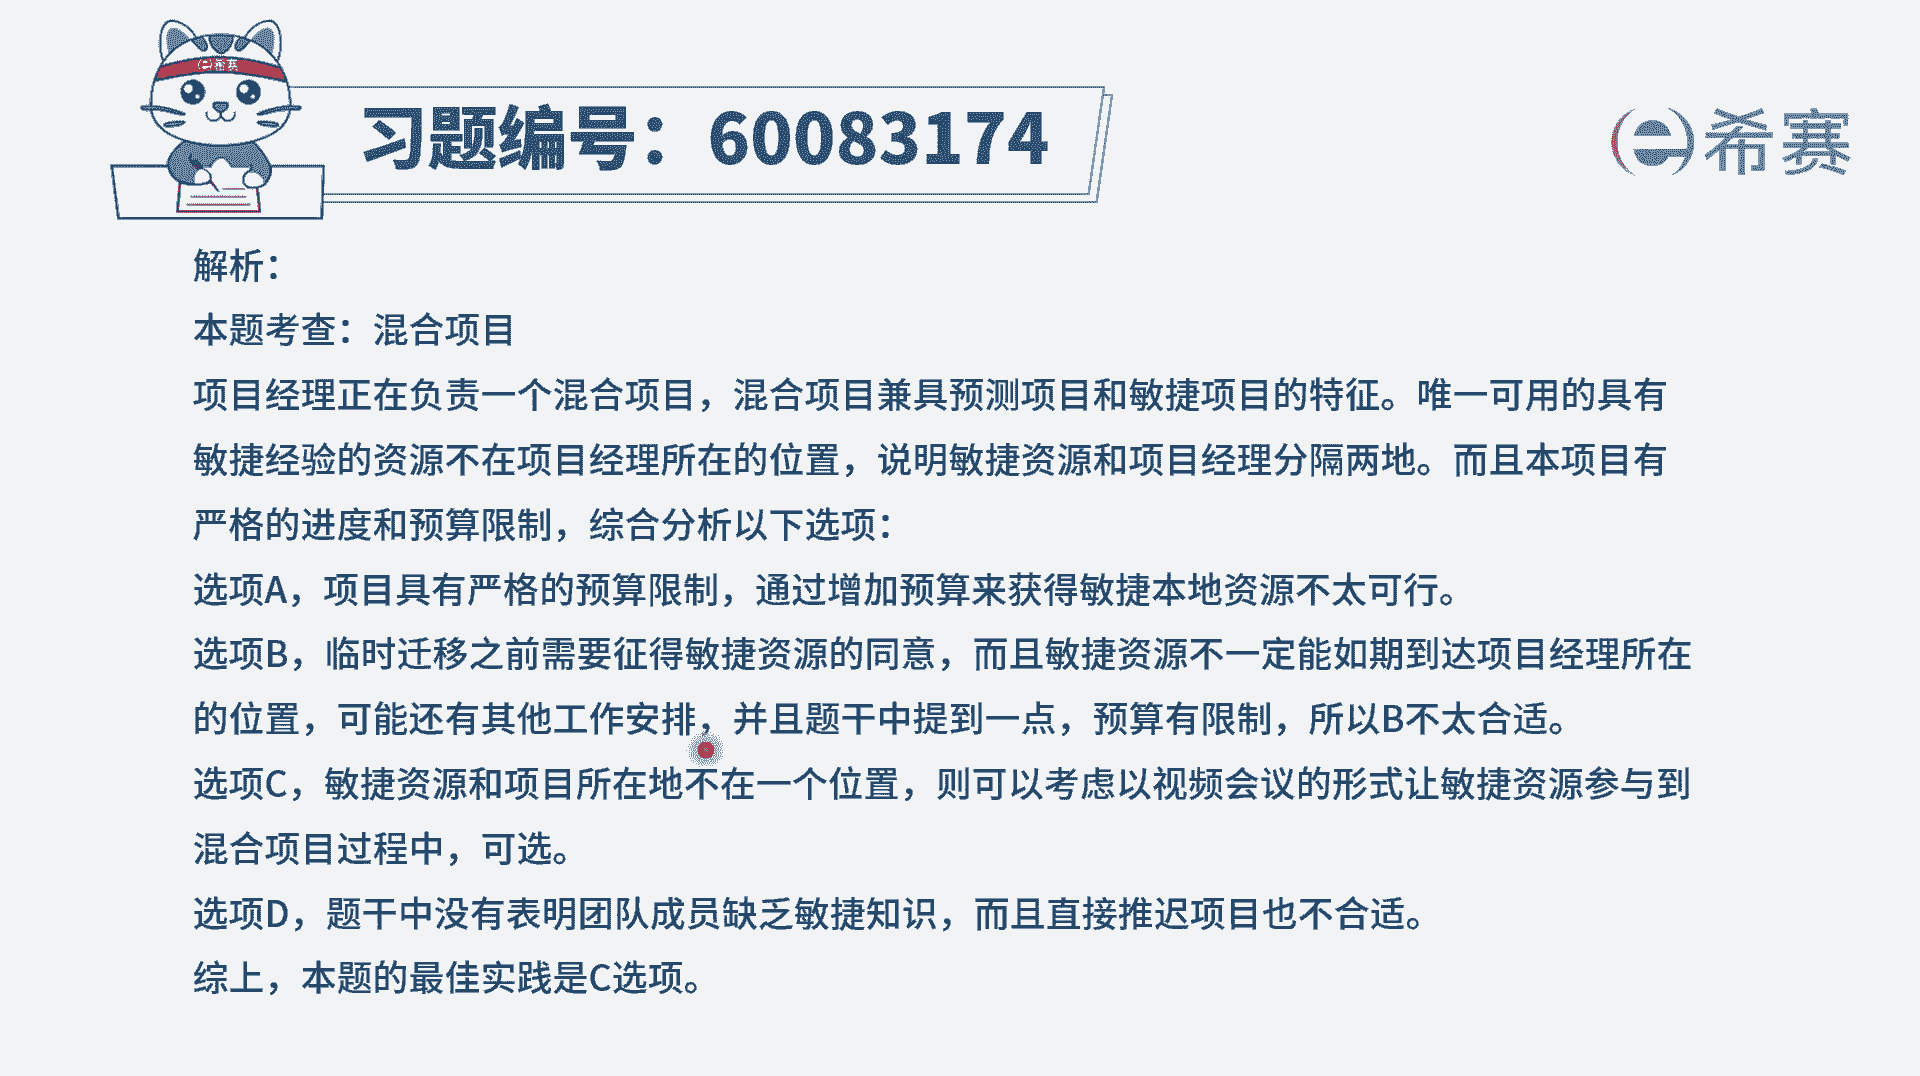 e希赛
习题编号：60083174
e希赛
解析：
本题考查：混合项目
项目经理正在负责一个混合项目，混合项目兼具预测项目和敏捷项目的特征。唯一可用的具有
敏捷经验的资源不在项目经理所在的位置，说明敏捷资源和项目经理分隔两地。而且本项目有
严格的进度和预算限制，综合分析以下选项：
选项A，项目具有严格的预算限制，通过增加预算来获得敏捷本地资源不太可行。
选项B，临时迁移之前需要征得敏捷资源的同意，而且敏捷资源不一定能如期到达项目经理所在
的位置，可能还有其他工作安排，并且题干中提到一点，预算有限制，所以B不太合适。
选项C，敏捷资源和项目所在地不在一个位置，则可以考虑以视频会议的形式让敏捷资源参与到
混合项目过程中，可选。
选项D，题干中没有表明团队成员缺乏敏捷知识，而且直接推迟项目也不合适。
综上，本题的最佳实践是C选项。